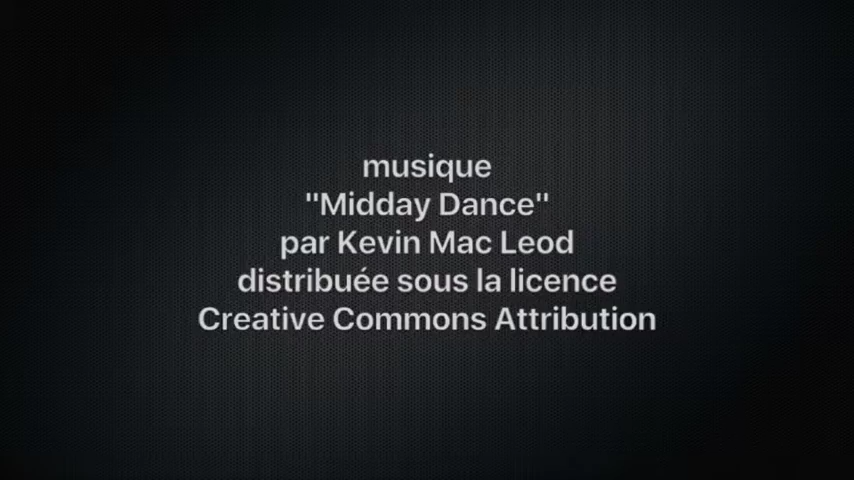 musique
"Midday Dance"
par Kevin Mac Leod
distribuée sous la licence
Creative Commons Attribution